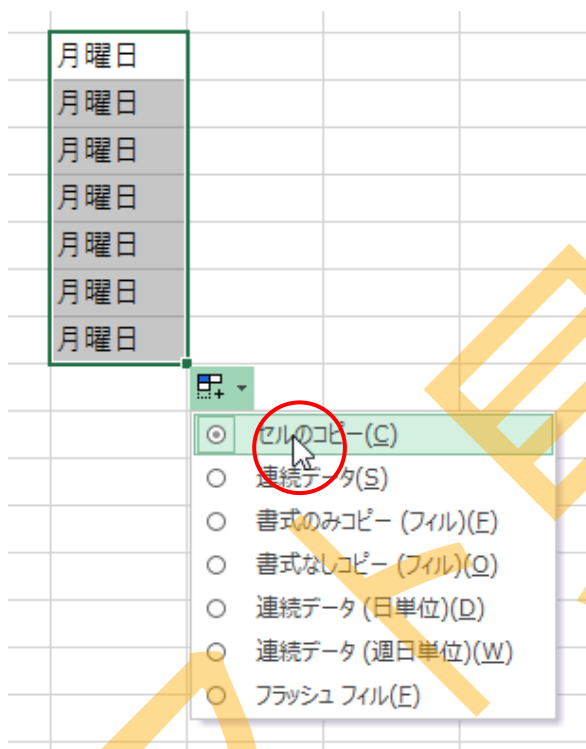 月曜日
月曜日
月曜日
月曜日
月曜日
月曜日
月曜日
セルのコピー(C)
連続データ(S)
書式のみコピー (フィル)(F)
書式なしコピー (フィル)(O)
連続データ (日単位)(D)
連続データ (週日単位)(W)
フラッシュ フィル(F)